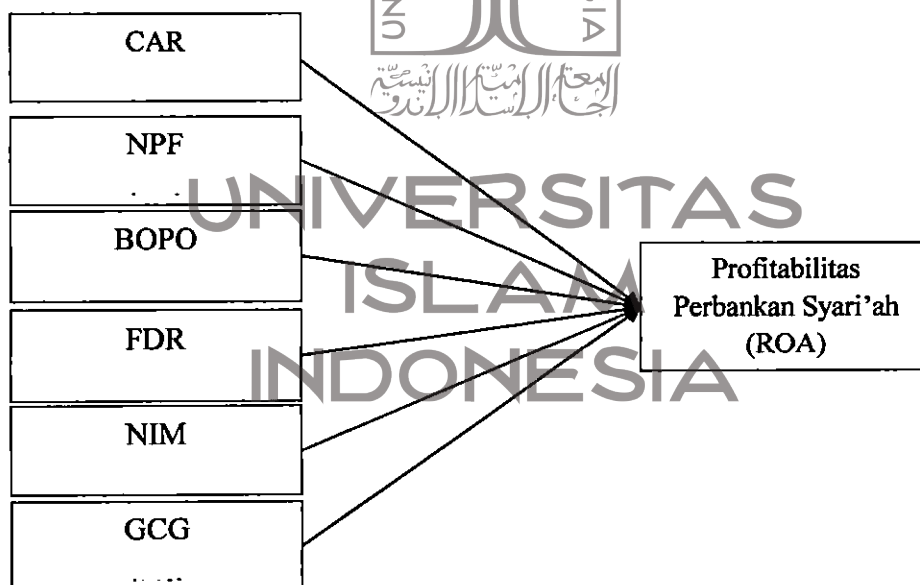 CAR
NPF
BOPO
FDR
NIM
GCG
Profitabilitas
Perbankan Syari'ah
(ROA)
UNIVERSITAS
ISLAM
INDONESIA